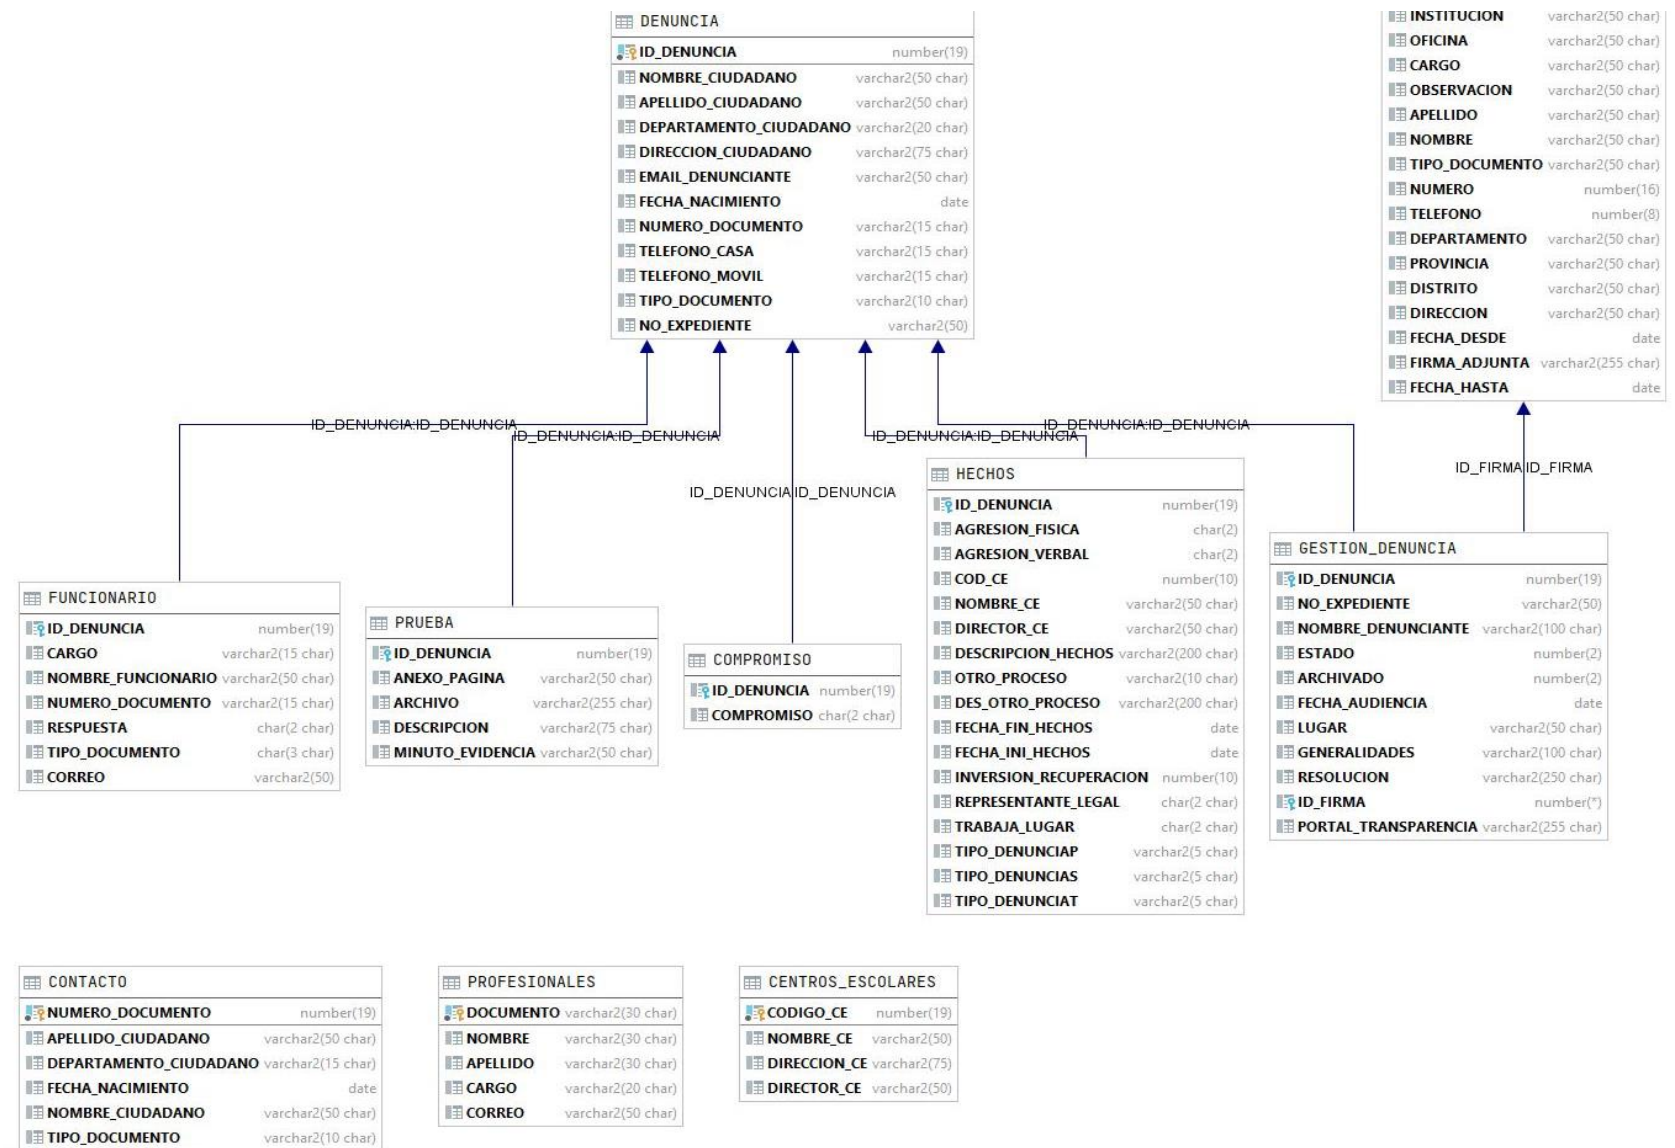 DENUNCIA
ID_DENUNCIA number(19)
NOMBRE_CIUDADANO varchar2(50 char)
APELLIDO_CIUDADANO varchar2(50 char)
DEPARTAMENTO_CIUDADANO varchar2(20 char)
DIRECCION_CIUDADANO varchar2(75 char)
EMAIL_DENUNCIANTE varchar2(50 char)
FECHA_NACIMIENTO date
NUMERO_DOCUMENTO varchar2(15 char)
TELEFONO_CASA varchar2(15 char)
TELEFONO_MOVIL varchar2(15 char)
TIPO_DOCUMENTO varchar2(10 char)
NO_EXPEDIENTE varchar2(50)
INSTITUCION varchar2(50 char)
OFICINA varchar2(50 char)
CARGO varchar2(50 char)
OBSERVACION varchar2(50 char)
APELLIDO varchar2(50 char)
NOMBRE varchar2(50 char)
TIPO_DOCUMENTO varchar2(50 char)
NUMERO number(16)
TELEFONO number(8)
DEPARTAMENTO varchar2(50 char)
PROVINCIA varchar2(50 char)
DISTRITO varchar2(50 char)
DIRECCION varchar2(50 char)
FECHA_DESDE date
FIRMA_ADJUNTA varchar2(255 char)
FECHA_HASTA date
ID_DENUNCIA:ID_DENUNCIA
ID_DENUNCIA:ID_DENUNCIA
ID_DENUNCIA:ID_DENUNCIA
ID_DENUNCIA:ID_DENUNCIA
ID_DENUNCIA:ID_DENUNCIA
ID_FIRMA:ID_FIRMA
FUNCIONARIO
ID_DENUNCIA number(19)
CARGO varchar2(15 char)
NOMBRE_FUNCIONARIO varchar2(50 char)
NUMERO_DOCUMENTO varchar2(15 char)
RESPUESTA char(2 char)
TIPO_DOCUMENTO char(3 char)
CORREO varchar2(50)
PRUEBA
ID_DENUNCIA number(19)
ANEXO_PAGINA varchar2(50 char)
ARCHIVO varchar2(255 char)
DESCRIPCION varchar2(75 char)
MINUTO_EVIDENCIA varchar2(50 char)
COMPROMISO
ID_DENUNCIA number(19)
COMPROMISO char(2 char)
HECHOS
ID_DENUNCIA number(19)
AGRESION_FISICA char(2)
AGRESION_VERBAL char(2)
COD_CE number(10)
NOMBRE_CE varchar2(50 char)
DIRECTOR_CE varchar2(50 char)
DESCRIPCION_HECHOS varchar2(200 char)
OTRO_PROCESO varchar2(10 char)
DES_OTRO_PROCESO varchar2(200 char)
FECHA_FIN_HECHOS date
FECHA_INI_HECHOS date
INVERSION_RECUPERACION number(10)
REPRESENTANTE_LEGAL char(2 char)
TRABAJA_LUGAR char(2 char)
TIPO_DENUNCIAP varchar2(5 char)
TIPO_DENUNCIAS varchar2(5 char)
TIPO_DENUNCIAT varchar2(5 char)
GESTION_DENUNCIA
ID_DENUNCIA number(19)
NO_EXPEDIENTE varchar2(50)
NOMBRE_DENUNCIANTE varchar2(100 char)
ESTADO number(2)
ARCHIVADO number(2)
FECHA_AUDIENCIA date
LUGAR varchar2(50 char)
GENERALIDADES varchar2(100 char)
RESOLUCION varchar2(250 char)
ID_FIRMA number(*)
PORTAL_TRANSPARENCIA varchar2(255 char)
CONTACTO
NUMERO_DOCUMENTO number(19)
APELLIDO_CIUDADANO varchar2(50 char)
DEPARTAMENTO_CIUDADANO varchar2(15 char)
FECHA_NACIMIENTO date
NOMBRE_CIUDADANO varchar2(50 char)
TIPO_DOCUMENTO varchar2(10 char)
PROFESIONALES
DOCUMENTO varchar2(30 char)
NOMBRE varchar2(30 char)
APELLIDO varchar2(30 char)
CARGO varchar2(20 char)
CORREO varchar2(50 char)
CENTROS_ESCOLARES
CODIGO_CE number(19)
NOMBRE_CE varchar2(50)
DIRECCION_CE varchar2(75)
DIRECTOR_CE varchar2(50)